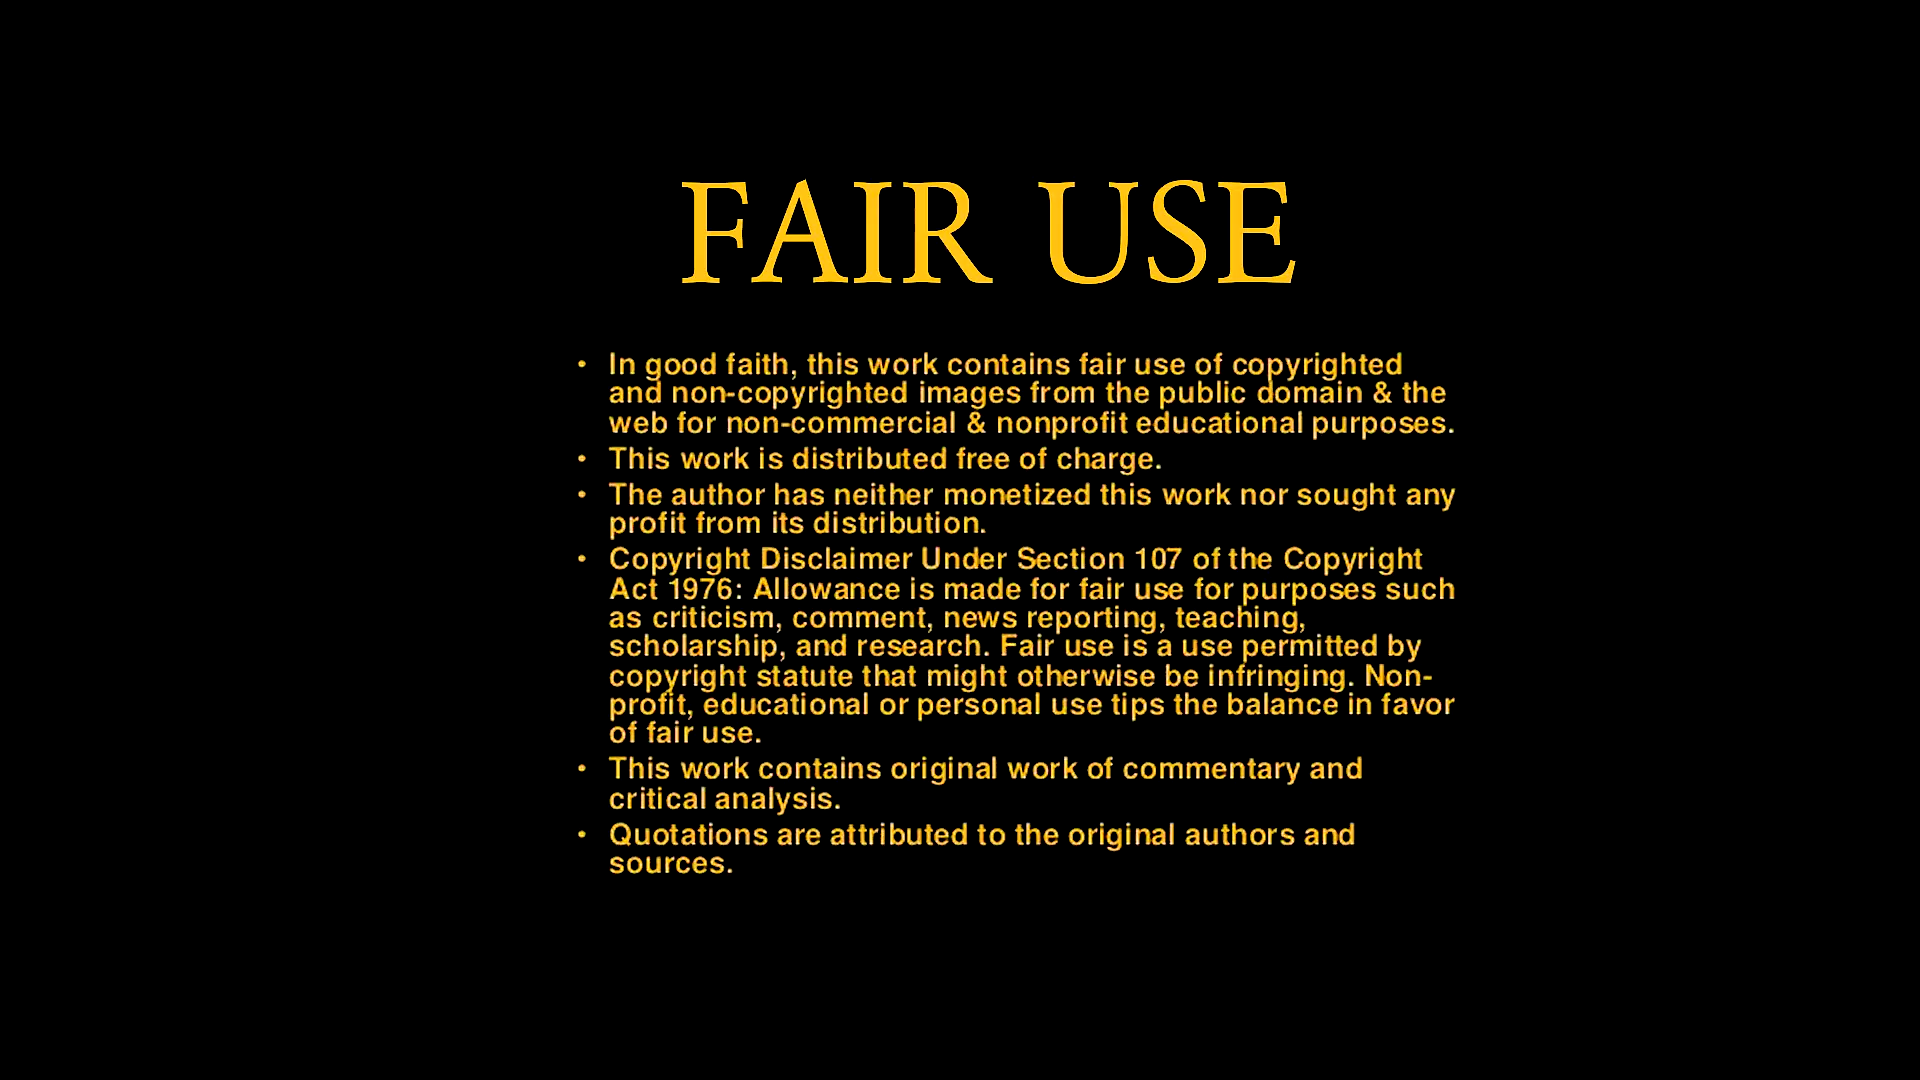 FAIR USE
• In good faith, this work contains fair use of copyrighted
and non-copyrighted images from the public domain & the
web for non-commercial & nonprofit educational purposes.
• This work is distributed free of charge.
• The author has neither monetized this work nor sought any
profit from its distribution.
• Copyright Disclaimer Under Section 107 of the Copyright
Act 1976: Allowance is made for fair use for purposes such
as criticism, comment, news reporting, teaching,
scholarship, and research. Fair use is a use permitted by
copyright statute that might otherwise be infringing. Non-
profit, educational or personal use tips the balance in favor
of fair use.
• This work contains original work of commentary and
critical analysis.
• Quotations are attributed to the original authors and
sources.